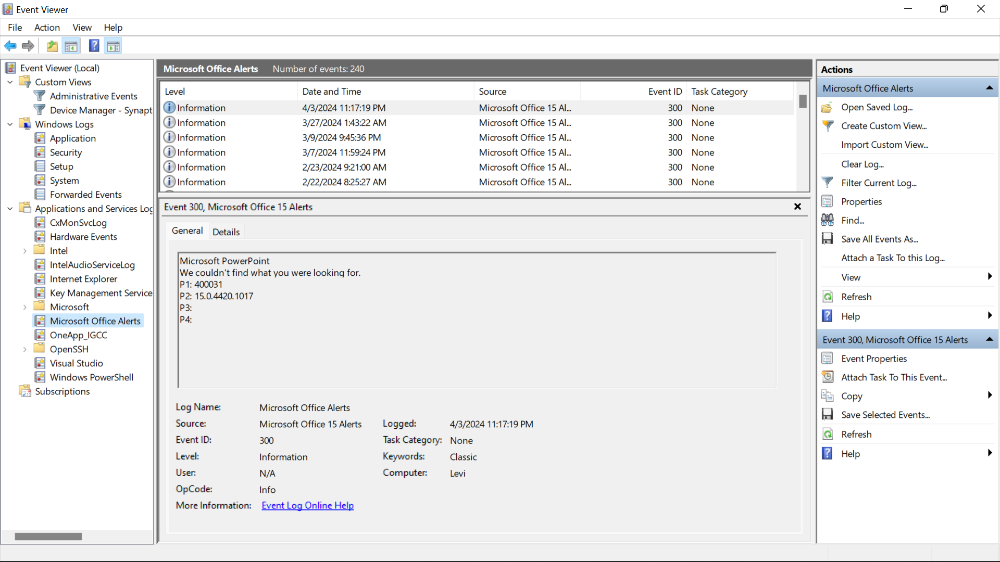 Event Viewer
File Action View Help
Event Viewer (Local)
Custom Views
Administrative Events
Device Manager - Synapt
Windows Logs
Application
Security
Setup
System
Forwarded Events
Applications and Services Log
CxMonSvcLog
Hardware Events
Intel
IntelAudioServiceLog
Internet Explorer
Key Management Service
Microsoft
Microsoft Office Alerts
OneApp_IGCC
OpenSSH
Visual Studio
Windows PowerShell
Subscriptions
Microsoft Office Alerts Number of events: 240
Level Date and Time Source Event ID Task Category
Information 4/3/2024 11:17:19 PM Microsoft Office 15 Al... 300 None
Information 3/27/2024 1:43:22 AM Microsoft Office 15 Al... 300 None
Information 3/9/2024 9:45:36 PM Microsoft Office 15 Al... 300 None
Information 3/7/2024 11:59:24 PM Microsoft Office 15 Al... 300 None
Information 2/23/2024 9:21:00 AM Microsoft Office 15 Al... 300 None
Information 2/22/2024 8:25:27 AM Microsoft Office 15 Al... 300 None
Event 300, Microsoft Office 15 Alerts
General Details
Microsoft PowerPoint
We couldn't find what you were looking for.
P1: 400031
P2: 15.0.4420.1017
P3:
P4:
Log Name: Microsoft Office Alerts
Source: Microsoft Office 15 Alerts Logged: 4/3/2024 11:17:19 PM
Event ID: 300 Task Category: None
Level: Information Keywords: Classic
User: N/A Computer: Levi
OpCode: Info
More Information: Event Log Online Help
Actions
Microsoft Office Alerts
Open Saved Log...
Create Custom View...
Import Custom View...
Clear Log...
Filter Current Log...
Properties
Find...
Save All Events As...
Attach a Task To this Log...
View
Refresh
Help
Event 300, Microsoft Office 15 Alerts
Event Properties
Attach Task To This Event...
Copy
Save Selected Events...
Refresh
Help